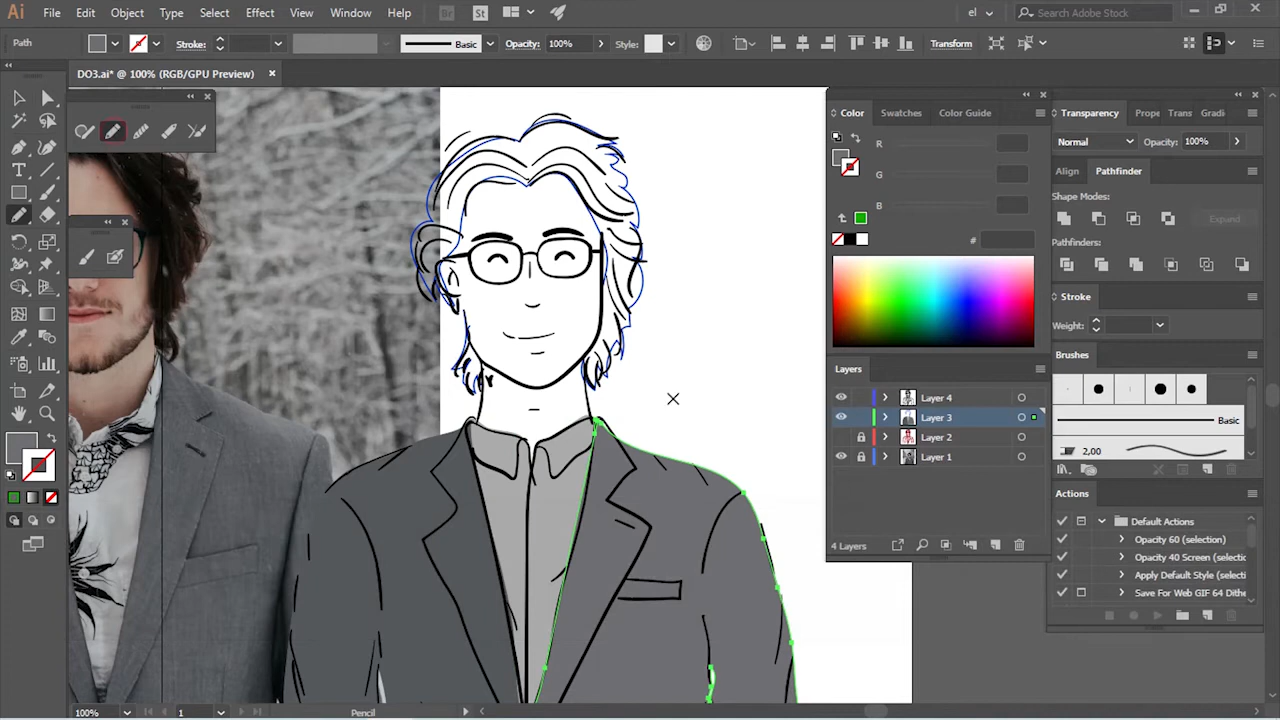 Ai File Edit Object Type Select Effect View Window Help Br St el Search Adobe Stock
Path Stroke: Basic Opacity: 100% Style: Transform
DO3.ai* @ 100% (RGB/GPU Preview)
Color Swatches Color Guide
R
G
B
#
Transparency Prope Trans Gradi
Normal Opacity: 100%
Align Pathfinder
Shape Modes:
Expand
Pathfinders:
Stroke
Weight:
Brushes
Basic
2,00
Layers
Layer 4
Layer 3
Layer 2
Layer 1
4 Layers
Actions
Default Actions
Opacity 60 (selection)
Opacity 40 Screen (selectic
Apply Default Style (selecti
Save For Web GIF 64 Dithe
100% 1 Pencil